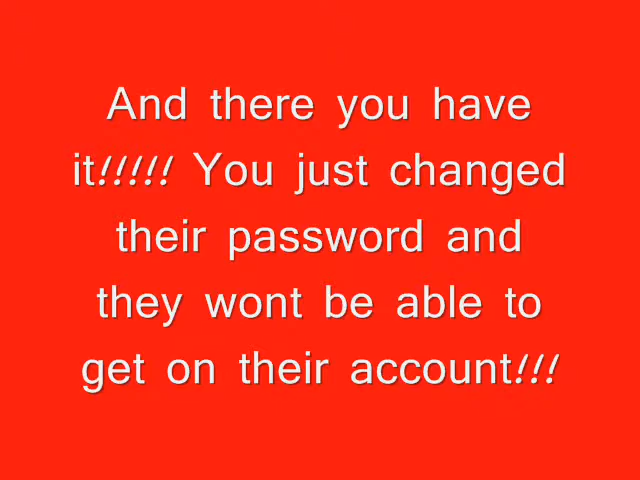 And there you have
it!!!!! You just changed
their password and
they wont be able to
get on their account!!!